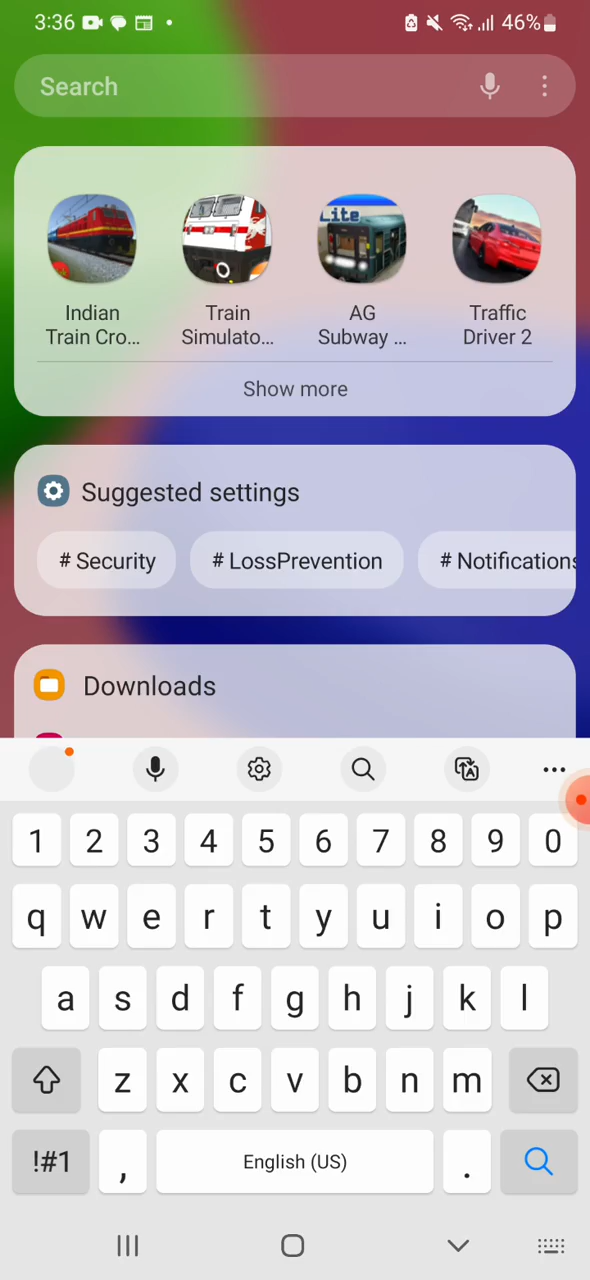 3:36
46%
Search
Lite
Indian
Train Cro...
Train
Simulato...
AG
Subway ...
Traffic
Driver 2
Show more
Suggested settings
# Security
# LossPrevention
# Notifications
Downloads
1 2 3 4 5 6 7 8 9 0
q w e r t y u i o p
a s d f g h j k l
z x c v b n m
!#1 , English (US) .